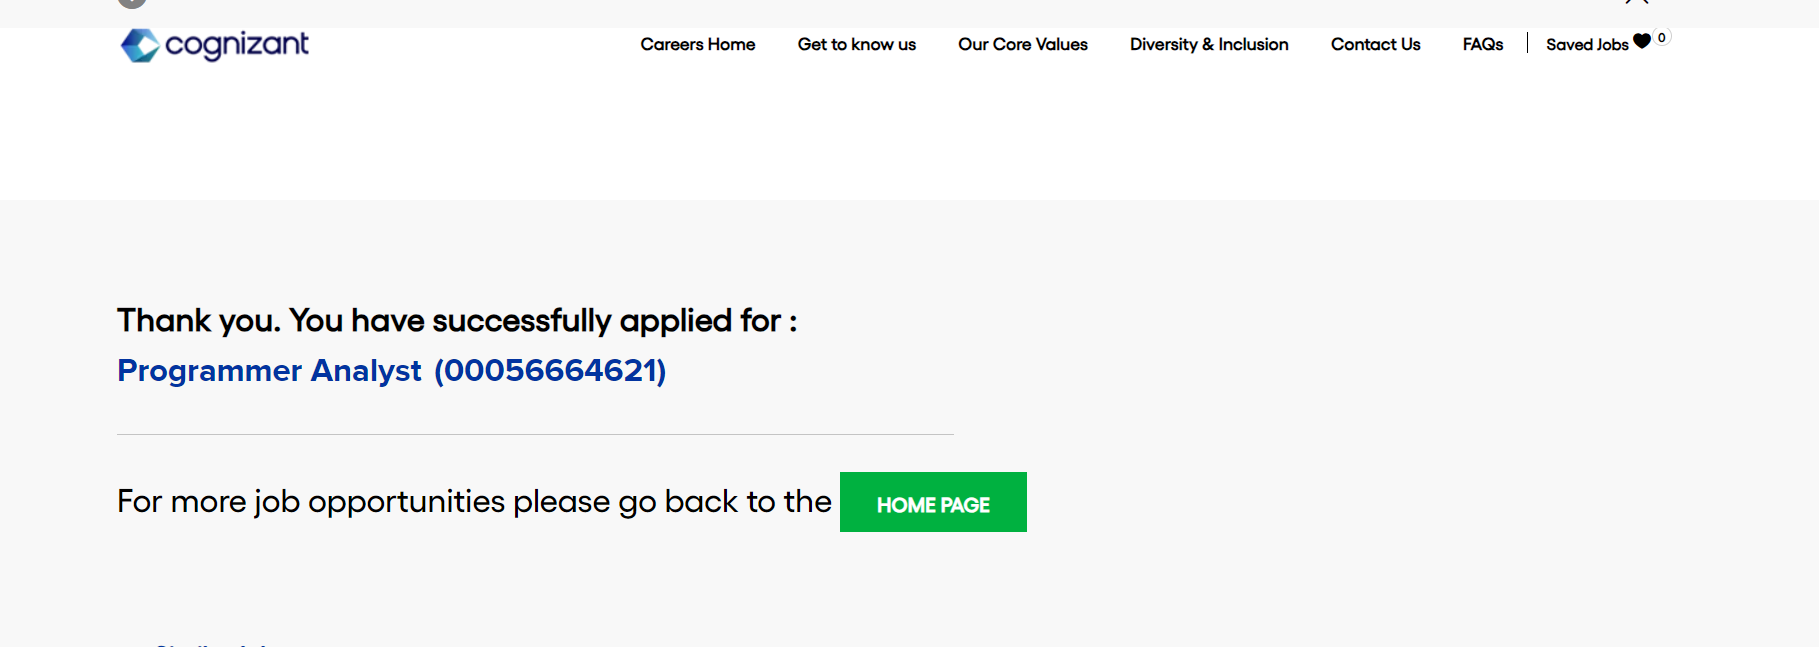 cognizant
Careers Home Get to know us Our Core Values Diversity & Inclusion Contact Us FAQs Saved Jobs 0
Thank you. You have successfully applied for :
Programmer Analyst (00056664621)
For more job opportunities please go back to the HOME PAGE